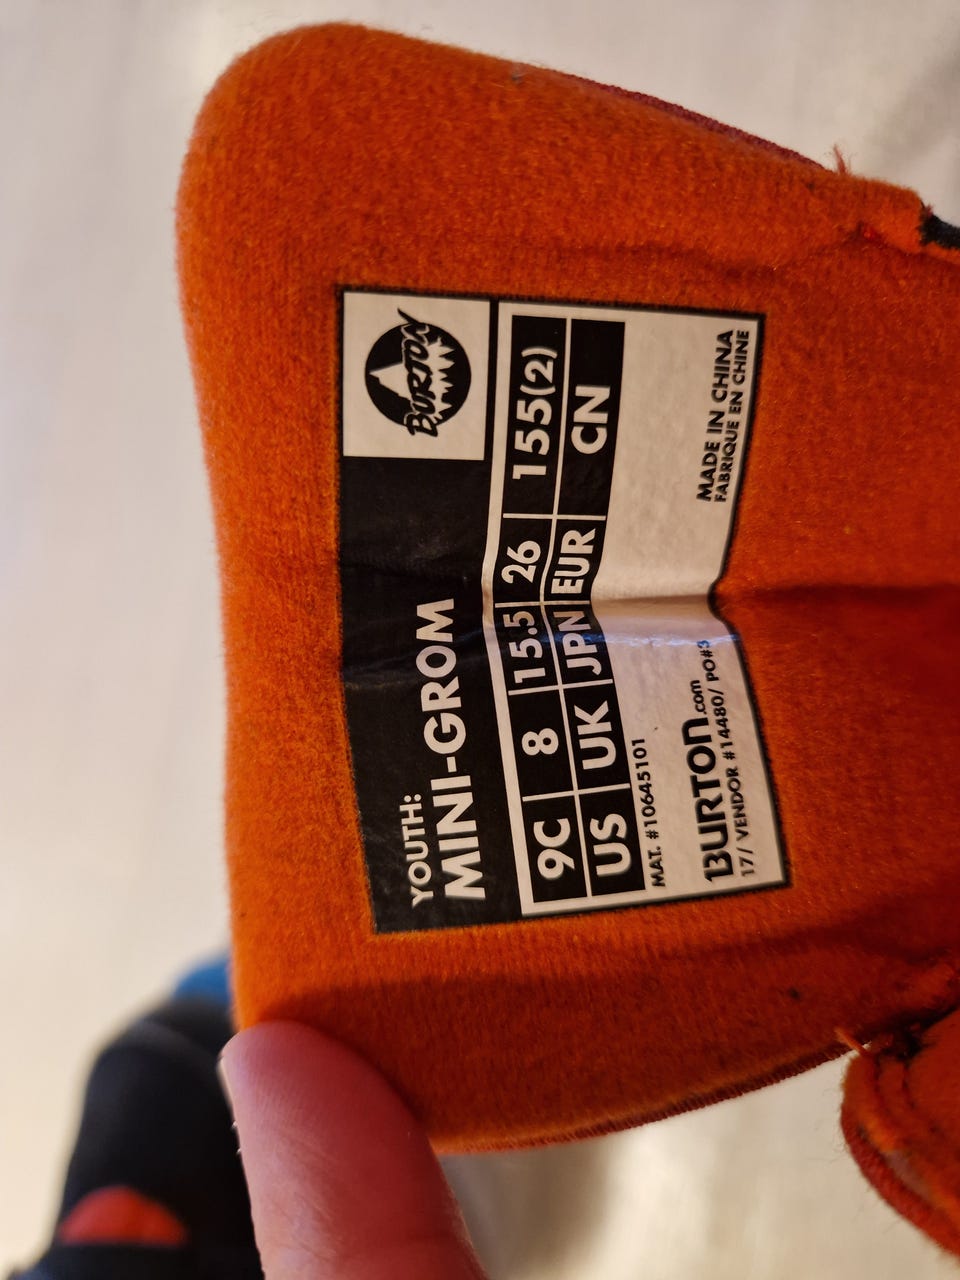 YOUTH:
MINI-GROM
BURTON
9C 8 15.5 26 155(2)
US UK JPN EUR CN
MAT. #10645101
BURTON.com
17/ VENDOR #14480/ PO#3
MADE IN CHINA
FABRIQUE EN CHINE